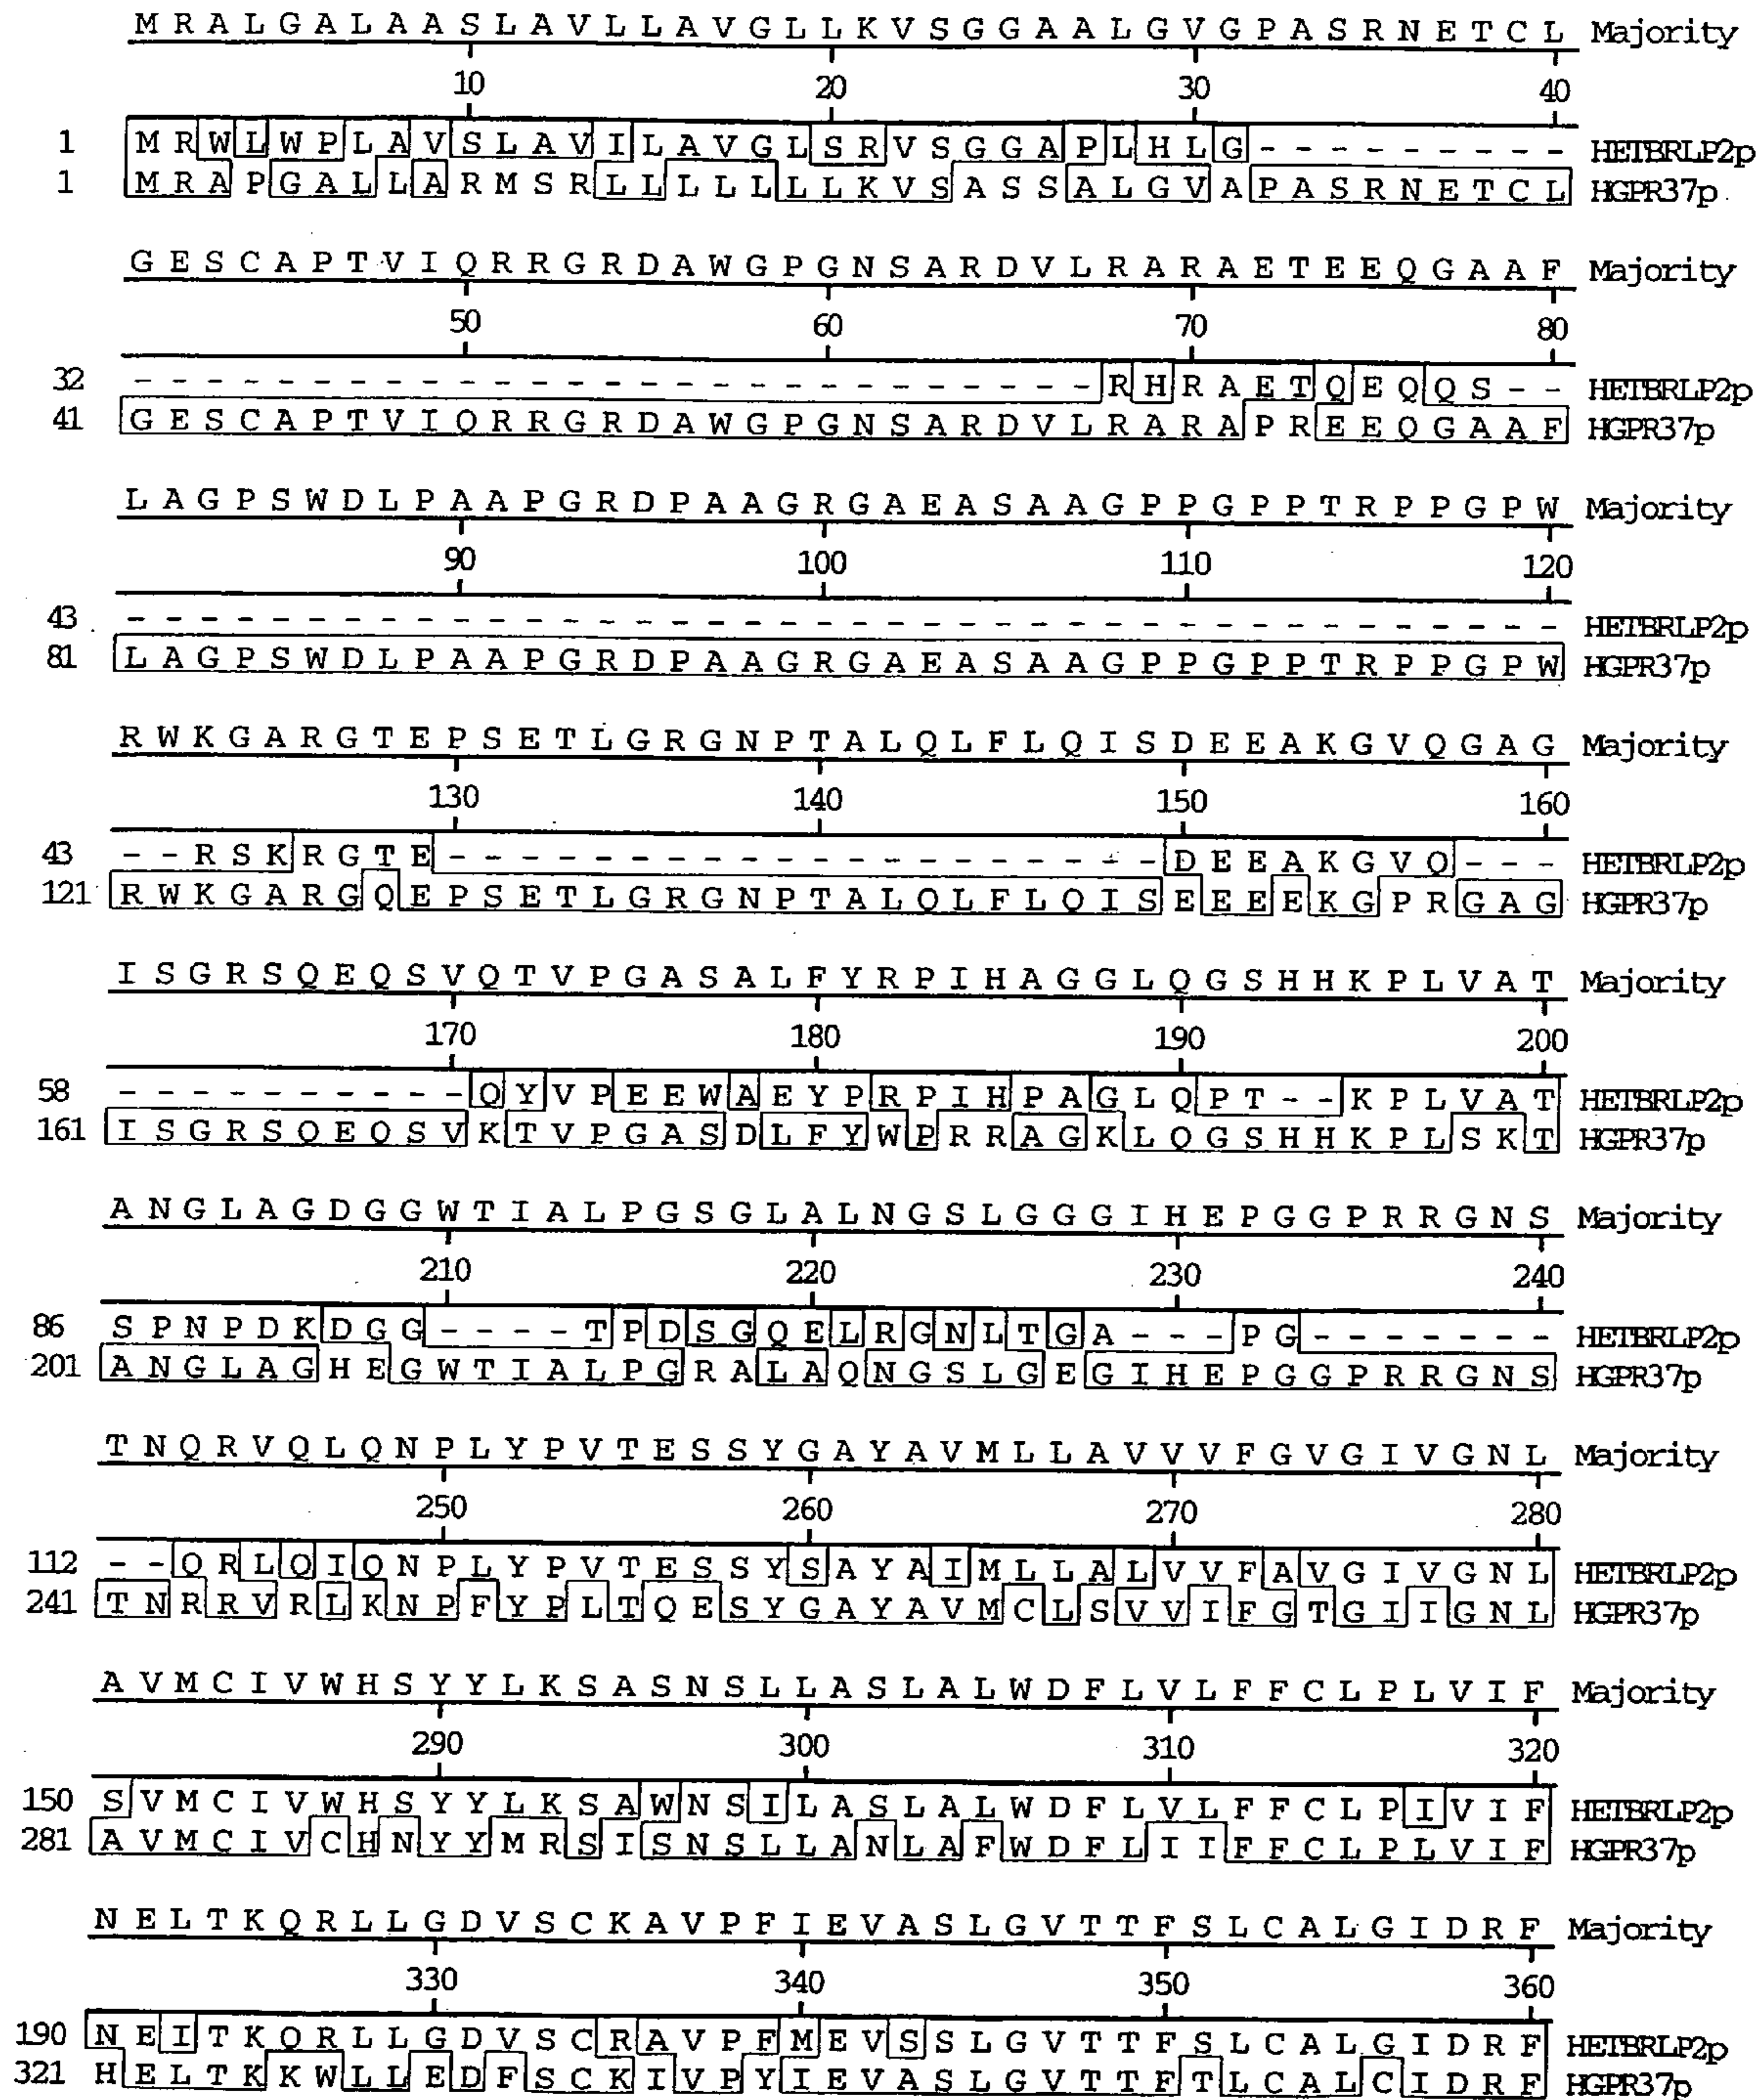 M R A L G A L A A S L A V L L A V G L L K V S G G A A L G V G P A S R N E T C L Majority
10 20 30 40
1 M R W L W P L A V S L A V I L A V G L S R V S G G A P L H L G - - - - - - - - - HETBRLP2p
1 M R A P G A L L A R M S R L L L L L L L K V S A S S A L G V A P A S R N E T C L HGPR37p
G E S C A P T V I Q R R G R D A W G P G N S A R D V L R A R A E T E E Q G A A F Majority
50 60 70 80
32 - - - - - - - - - - - - - - - - - - - - - - - - - - - R H R A E T Q E Q Q S - - HETBRLP2p
41 G E S C A P T V I Q R R G R D A W G P G N S A R D V L R A R A P R E E Q G A A F HGPR37p
L A G P S W D L P A A P G R D P A A G R G A E A S A A G P P G P P T R P P G P W Majority
90 100 110 120
43 - - - - - - - - - - - - - - - - - - - - - - - - - - - - - - - - - - - - - - - - HETBRLP2p
81 L A G P S W D L P A A P G R D P A A G R G A E A S A A G P P G P P T R P P G P W HGPR37p
R W K G A R G T E P S E T L G R G N P T A L Q L F L Q I S D E E A K G V Q G A G Majority
130 140 150 160
43 - - R S K R G T E - - - - - - - - - - - - - - - - - - - - D E E A K G V Q - - - HETBRLP2p
121 R W K G A R G Q E P S E T L G R G N P T A L Q L F L Q I S E E E E K G P R G A G HGPR37p
I S G R S Q E Q S V Q T V P G A S A L F Y R P I H A G G L Q G S H H K P L V A T Majority
170 180 190 200
58 - - - - - - - - - - Q Y V P E E W A E Y P R P I H P A G L Q P T - - K P L V A T HETBRLP2p
161 I S G R S Q E Q S V K T V P G A S D L F Y W P R R A G K L Q G S H H K P L S K T HGPR37p
A N G L A G D G G W T I A L P G S G L A L N G S L G G G I H E P G G P R R G N S Majority
210 220 230 240
86 S P N P D K D G G - - - - T P D S G Q E L R G N L T G A - - - P G - - - - - - - HETBRLP2p
201 A N G L A G H E G W T I A L P G R A L A Q N G S L G E G I H E P G G P R R G N S HGPR37p
T N Q R V Q L Q N P L Y P V T E S S Y G A Y A V M L L A V V V F G V G I V G N L Majority
250 260 270 280
112 - - Q R L Q I Q N P L Y P V T E S S Y S A Y A I M L L A L V V F A V G I V G N L HETBRLP2p
241 T N R R V R L K N P F Y P L T Q E S Y G A Y A V M C L S V V I F G T G I I G N L HGPR37p
A V M C I V W H S Y Y L K S A S N S L L A S L A L W D F L V L F F C L P L V I F Majority
290 300 310 320
150 S V M C I V W H S Y Y L K S A W N S I L A S L A L W D F L V L F F C L P I V I F HETBRLP2p
281 A V M C I V C H N Y Y M R S I S N S L L A N L A F W D F L I I F F C L P L V I F HGPR37p
N E L T K Q R L L G D V S C K A V P F I E V A S L G V T T F S L C A L G I D R F Majority
330 340 350 360
190 N E I T K Q R L L G D V S C R A V P F M E V S S L G V T T F S L C A L G I D R F HETBRLP2p
321 H E L T K K W L L E D F S C K I V P Y I E V A S L G V T T F T L C A L C I D R F HGPR37p